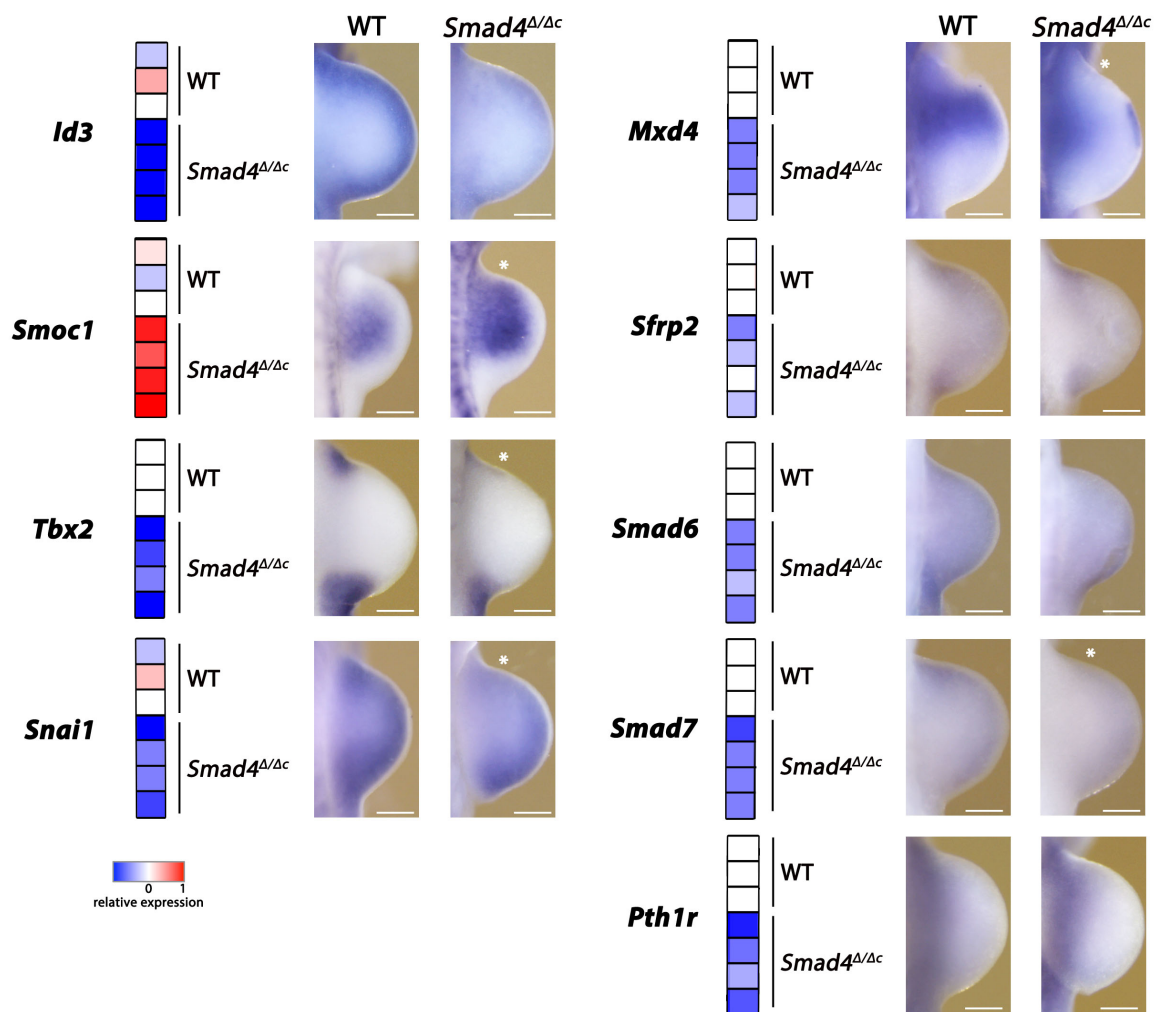 WT Smad4Δ/Δc
Id3
WT
Smad4Δ/Δc
*
Smoc1
WT
Smad4Δ/Δc
*
Tbx2
WT
Smad4Δ/Δc
*
Snai1
WT
Smad4Δ/Δc
0 1
relative expression
WT Smad4Δ/Δc
*
Mxd4
WT
Smad4Δ/Δc
Sfrp2
WT
Smad4Δ/Δc
Smad6
WT
Smad4Δ/Δc
*
Smad7
WT
Smad4Δ/Δc
Pth1r
WT
Smad4Δ/Δc